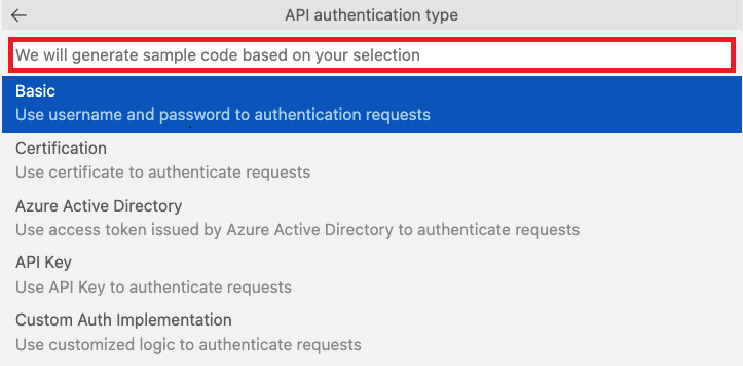 API authentication type
We will generate sample code based on your selection
Basic
Use username and password to authentication requests
Certification
Use certificate to authenticate requests
Azure Active Directory
Use access token issued by Azure Active Directory to authenticate requests
API Key
Use API Key to authenticate requests
Custom Auth Implementation
Use customized logic to authenticate requests